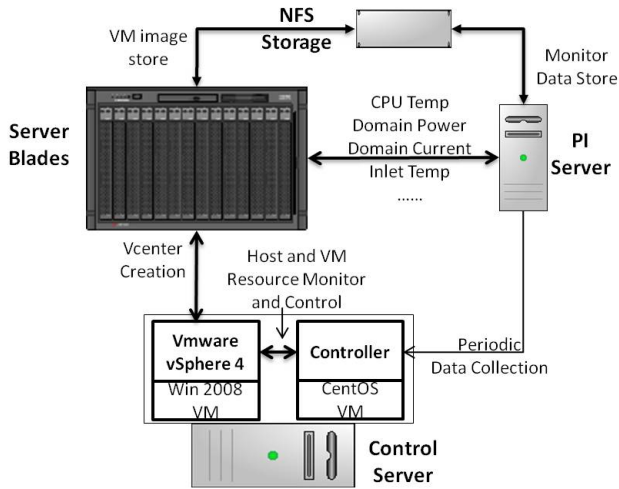 NFS
Storage
VM image
store
Monitor
Data Store
Server
Blades
CPU Temp
Domain Power
Domain Current
Inlet Temp
......
PI
Server
Vcenter
Creation
Host and VM
Resource Monitor
and Control
Vmware
vSphere 4
Controller
Win 2008
VM
CentOS
VM
Periodic
Data Collection
Control
Server